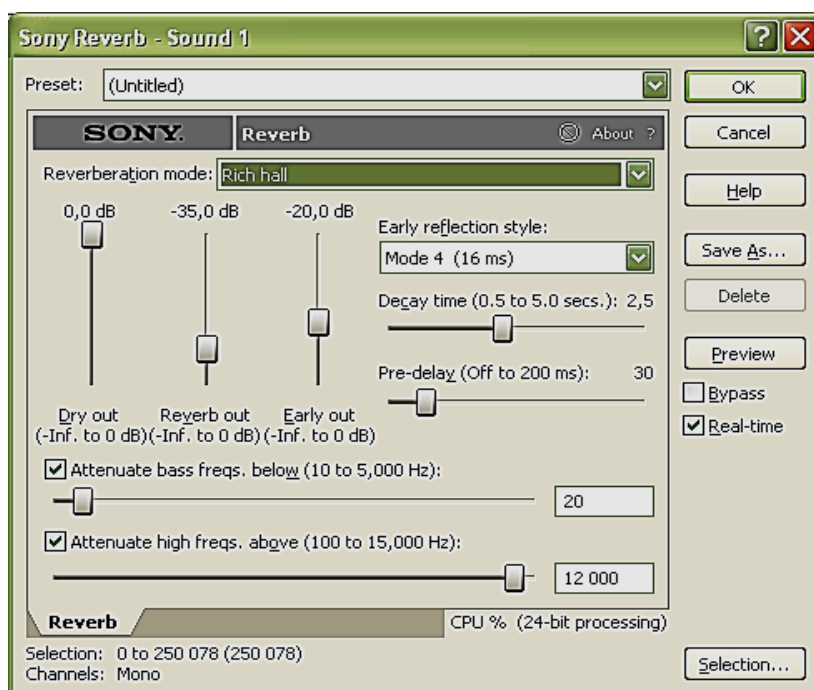 Sony Reverb - Sound 1
Preset: (Untitled)
OK
SONY. Reverb About ?
Cancel
Reverberation mode: Rich hall
Help
0,0 dB -35,0 dB -20,0 dB
Early reflection style:
Mode 4 (16 ms)
Save As...
Decay time (0.5 to 5.0 secs.): 2,5
Delete
Preview
Pre-delay (Off to 200 ms): 30
Bypass
Dry out Reverb out Early out
(-Inf. to 0 dB)(-Inf. to 0 dB)(-Inf. to 0 dB)
Real-time
Attenuate bass freqs. below (10 to 5,000 Hz):
20
Attenuate high freqs. above (100 to 15,000 Hz):
12 000
Reverb CPU % (24-bit processing)
Selection: 0 to 250 078 (250 078)
Channels: Mono
Selection...